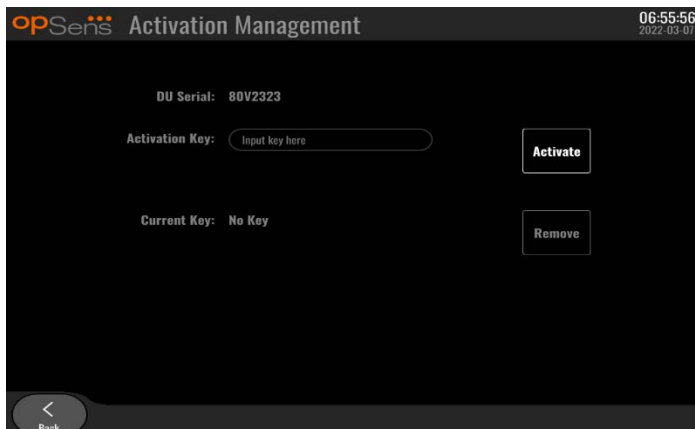 opSens Activation Management
06:55:56
2022-03-07
DU Serial: 80V2323
Activation Key: Input key here
Activate
Current Key: No Key
Remove
Back